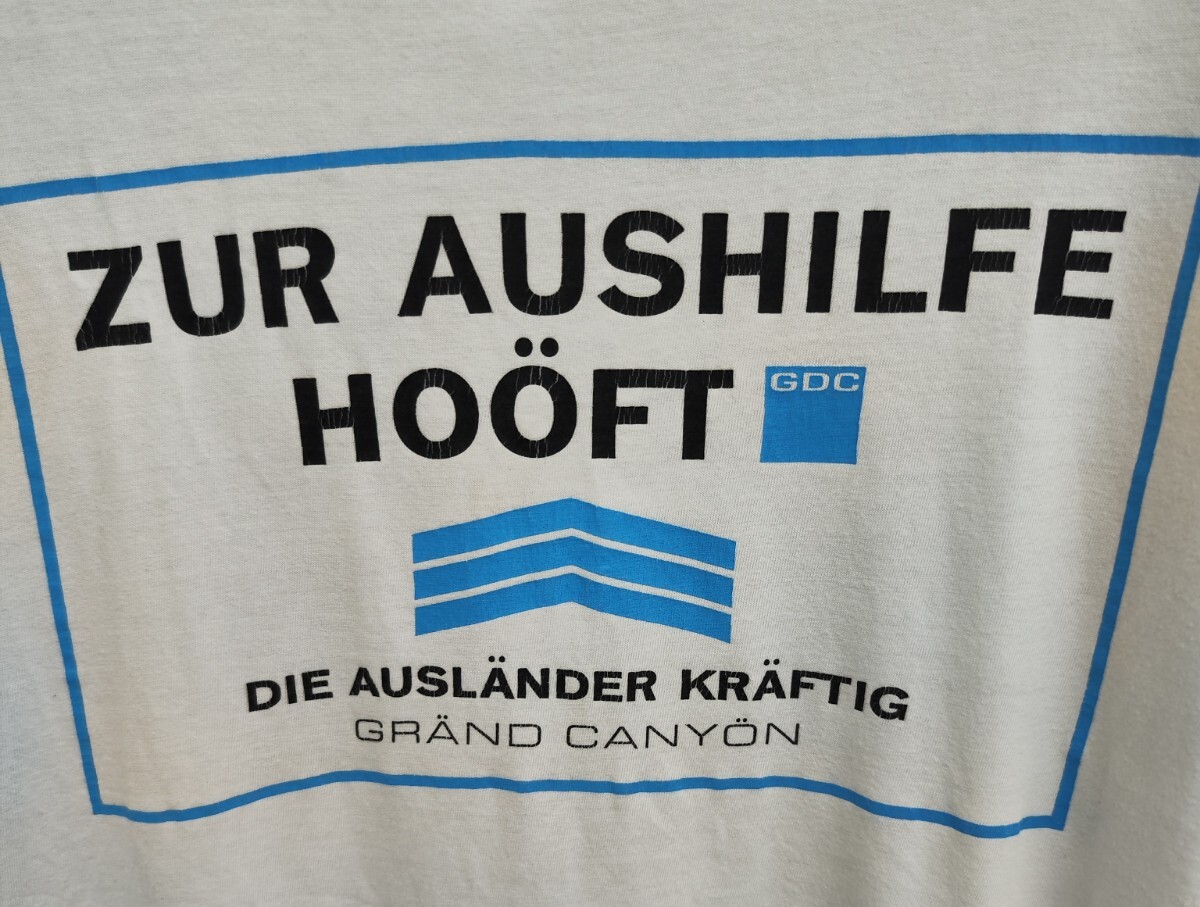 ZUR AUSHILFE
HOÖFT GDC
DIE AUSLÄNDER KRÄFTIG
GRÄND CANYÖN